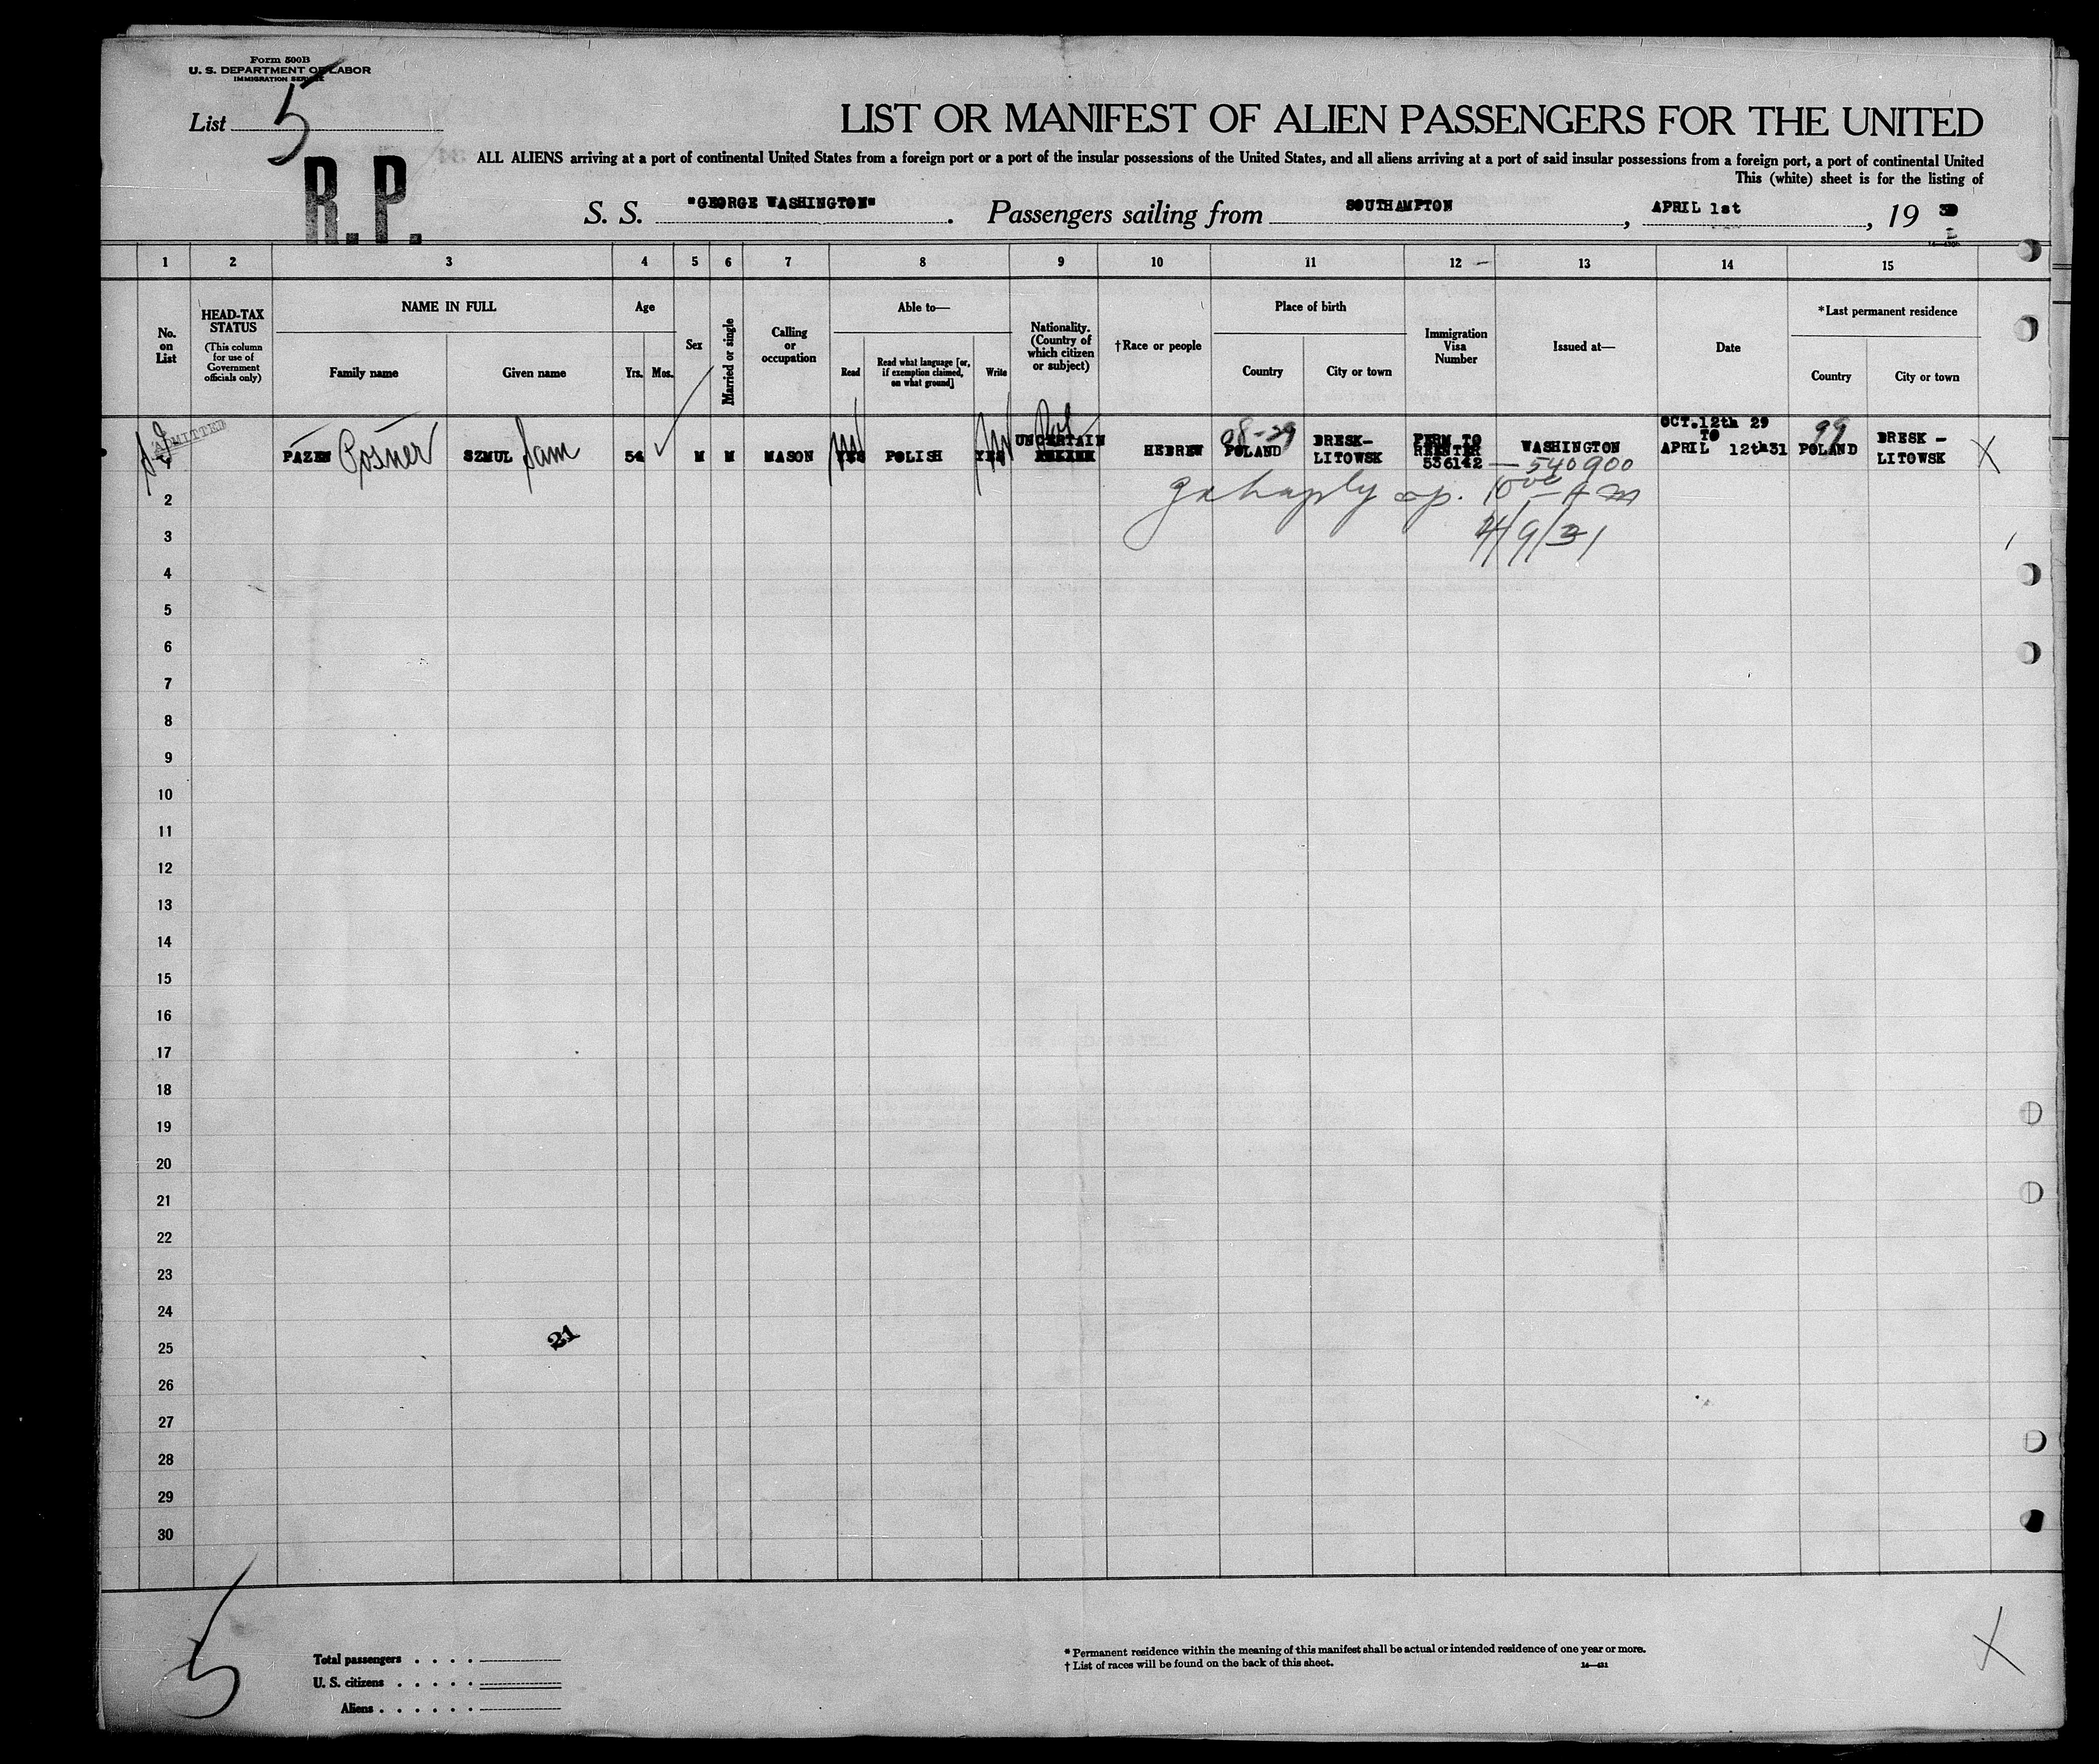 Form 500B
U. S. DEPARTMENT OF LABOR
IMMIGRATION SERVICE
List 5
R.P.
LIST OR MANIFEST OF ALIEN PASSENGERS FOR THE UNITED
ALL ALIENS arriving at a port of continental United States from a foreign port or a port of the insular possessions of the United States, and all aliens arriving at a port of said insular possessions from a foreign port, a port of continental United
This (white) sheet is for the listing of
S. S. "GEORGE WASHINGTON". Passengers sailing from SOUTHAMPTON, APRIL 1st, 19
1 2 3 4 5 6 7 8 9 10 11 12 13 14 15
No. on List
HEAD-TAX STATUS
(This column for use of Government officials only)
NAME IN FULL
Family name
Given name
Age
Yrs.
Mos.
Sex
Married or single
Calling or occupation
Able to—
Read
Read what language [or, if exemption claimed, on what ground]
Write
Nationality. (Country of which citizen or subject)
†Race or people
Place of birth
Country
City or town
Immigration Visa Number
Issued at—
Date
*Last permanent residence
Country
City or town
ADMITTED
PAZEN Posner SZMUL Sam 54 M M MASON YES POLISH YES UNCERTAIN Pol HEBREW POLAND BRESK- LITOWSK PERM TO REENTER 536142 WASHINGTON OCT.12th 29 TO APRIL 12th31 99 POLAND BRESK - LITOWSK X
— 540900
2
4/9/31
3
4
5
6
7
8
9
10
11
12
13
14
15
16
17
18
19
20
21
22
23
24
21
25
26
27
28
29
30
5
X
Total passengers . . . .
U. S. citizens . . . . .
Aliens . . . . . .
* Permanent residence within the meaning of this manifest shall be actual or intended residence of one year or more.
† List of races will be found on the back of this sheet.